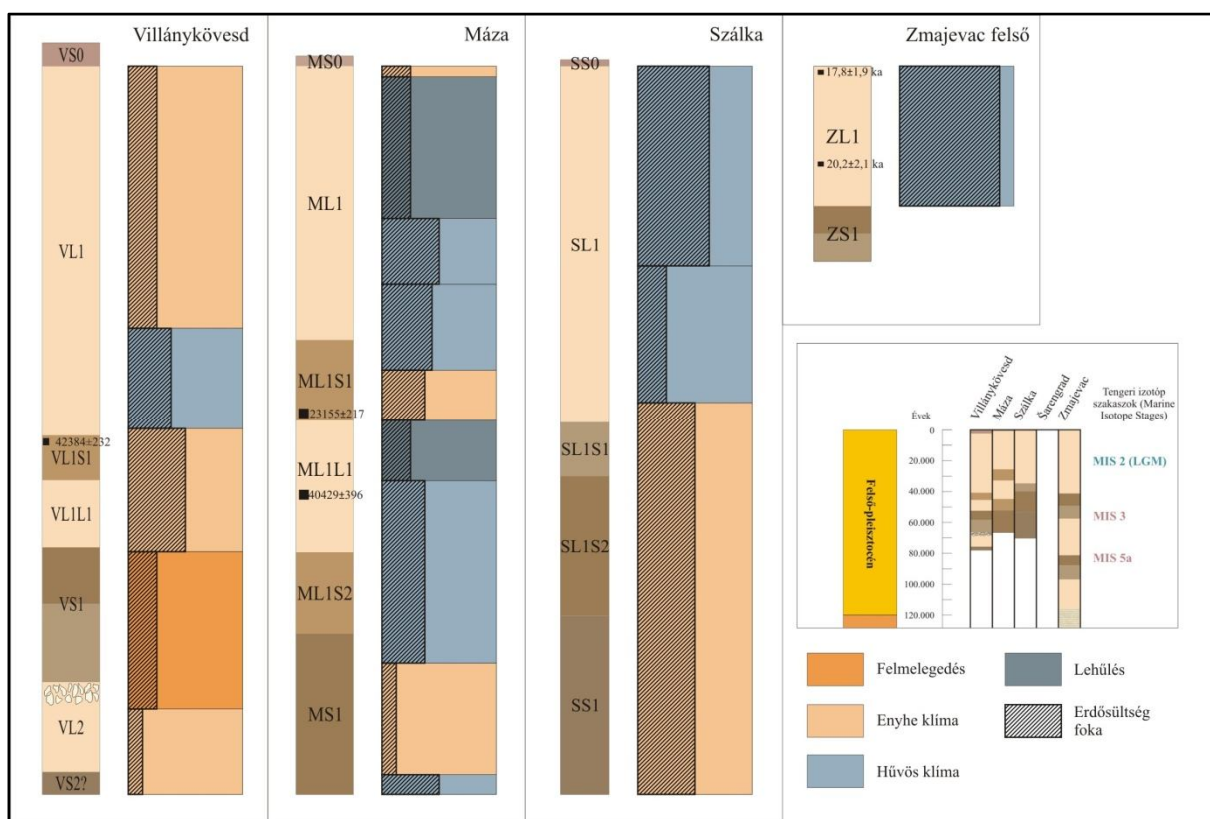 Villánykövesd
VS0
VL1
42384±232
VL1S1
VL1L1
VS1
VL2
VS2?
Máza
MS0
ML1
ML1S1
23155±217
ML1L1
40429±396
ML1S2
MS1
Szálka
SS0
SL1
SL1S1
SL1S2
SS1
Zmajevac felső
17,8±1,9 ka
ZL1
20,2±2,1 ka
ZS1
Villánykövesd
Máza
Szálka
Šarengrad
Zmajevac
Tengeri izotóp
szakaszok (Marine
Isotope Stages)
Évek
0
20.000
40.000
60.000
80.000
100.000
120.000
Felső-pleisztocén
MIS 2 (LGM)
MIS 3
MIS 5a
Felmelegedés
Enyhe klíma
Hűvös klíma
Lehűlés
Erdősültség
foka